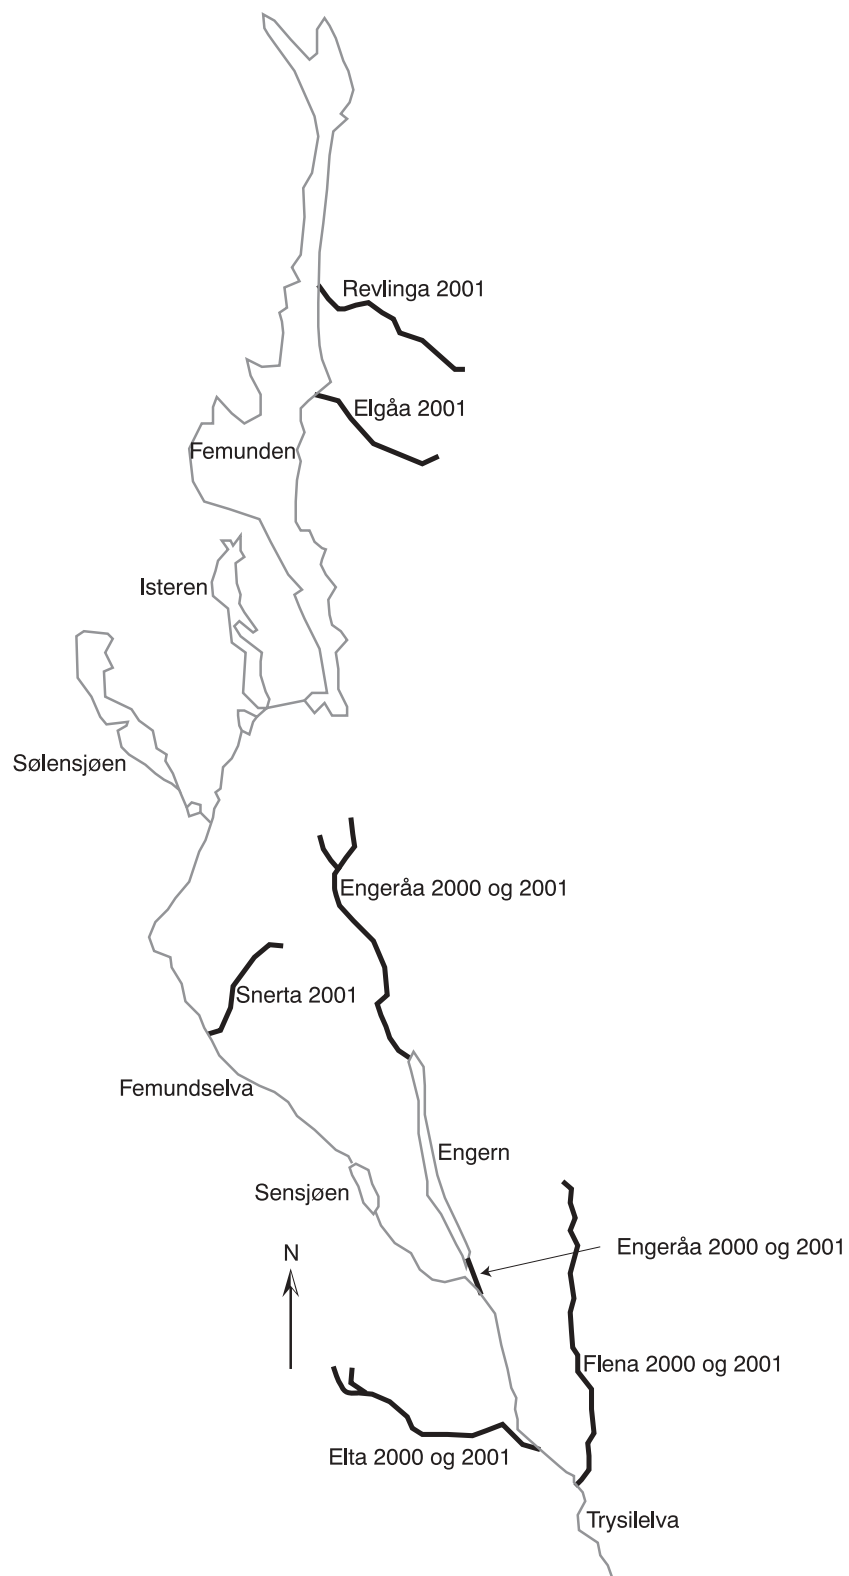 Revlinga 2001
Elgåa 2001
Femunden
Isteren
Sølensjøen
Engeråa 2000 og 2001
Snerta 2001
Femundselva
Engern
Sensjøen
N
Engeråa 2000 og 2001
Flena 2000 og 2001
Elta 2000 og 2001
Trysilelva